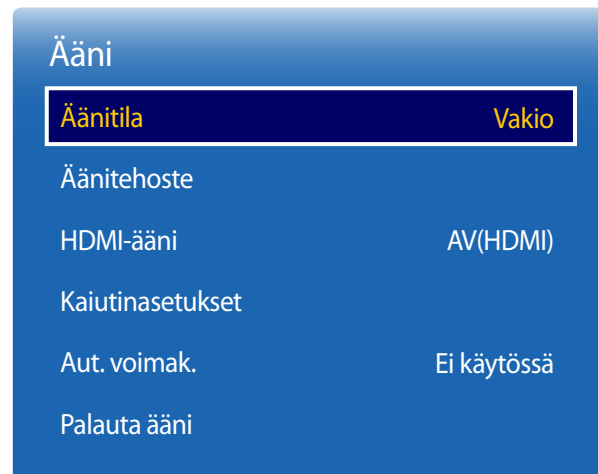 Ääni
Äänitila Vakio
Äänitehoste
HDMI-ääni AV(HDMI)
Kaiutinasetukset
Aut. voimak. Ei käytössä
Palauta ääni